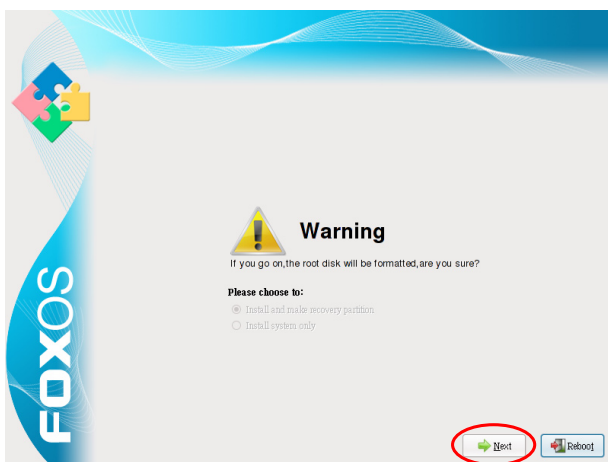 Warning
If you go on,the root disk will be formatted,are you sure?
Please choose to:
Install and make recovery partition
Install system only
FOXOS
Next
Reboot